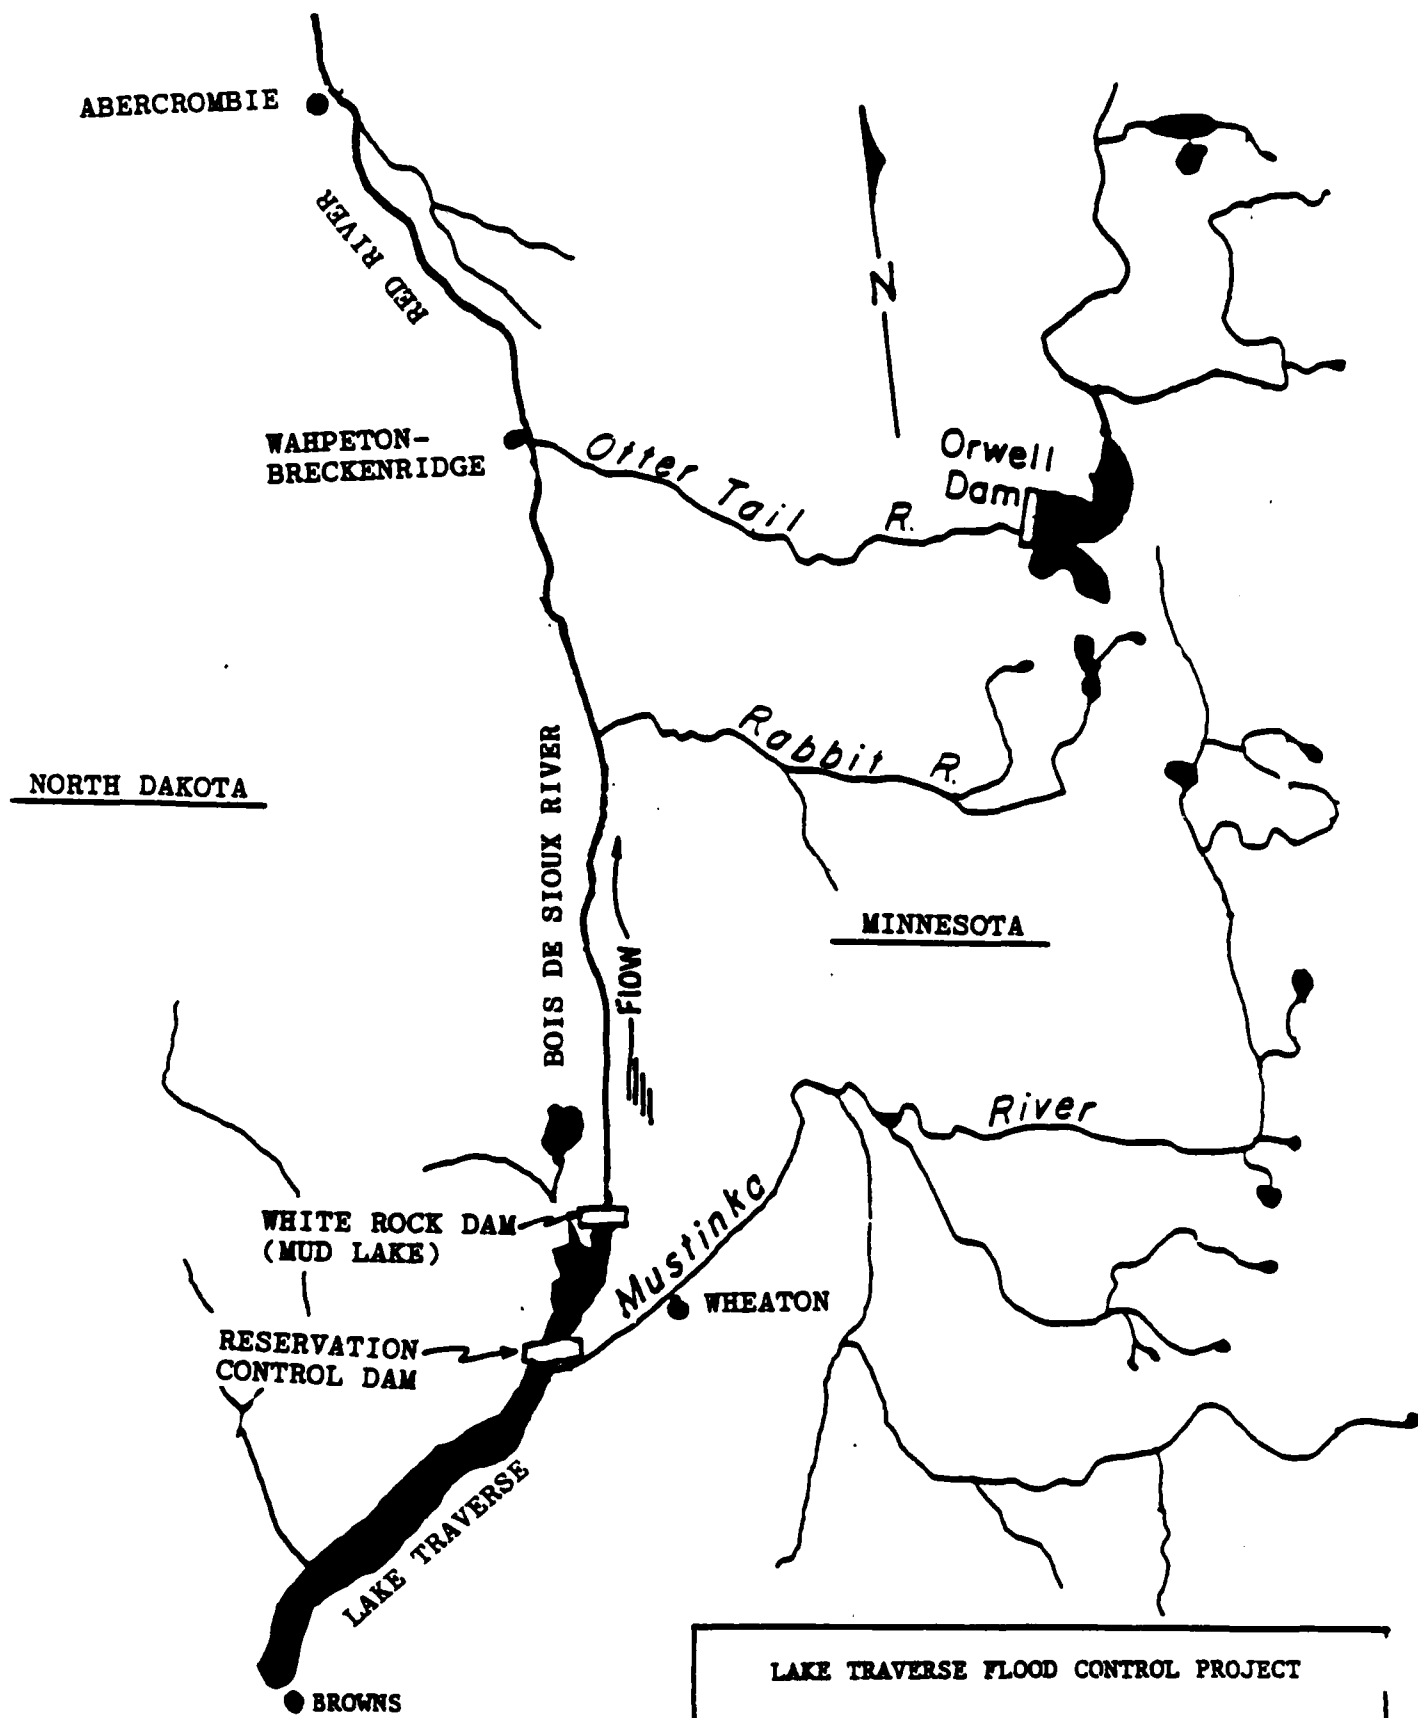 ABERCROMBIE
RED RIVER
N
WAHPETON-
BRECKENRIDGE
Otter Tail R.
Orwell
Dam
Rabbit R.
NORTH DAKOTA
BOIS DE SIOUX RIVER
MINNESOTA
Flow
Mustinka River
WHITE ROCK DAM
(MUD LAKE)
WHEATON
RESERVATION
CONTROL DAM
LAKE TRAVERSE
BROWNS
LAKE TRAVERSE FLOOD CONTROL PROJECT